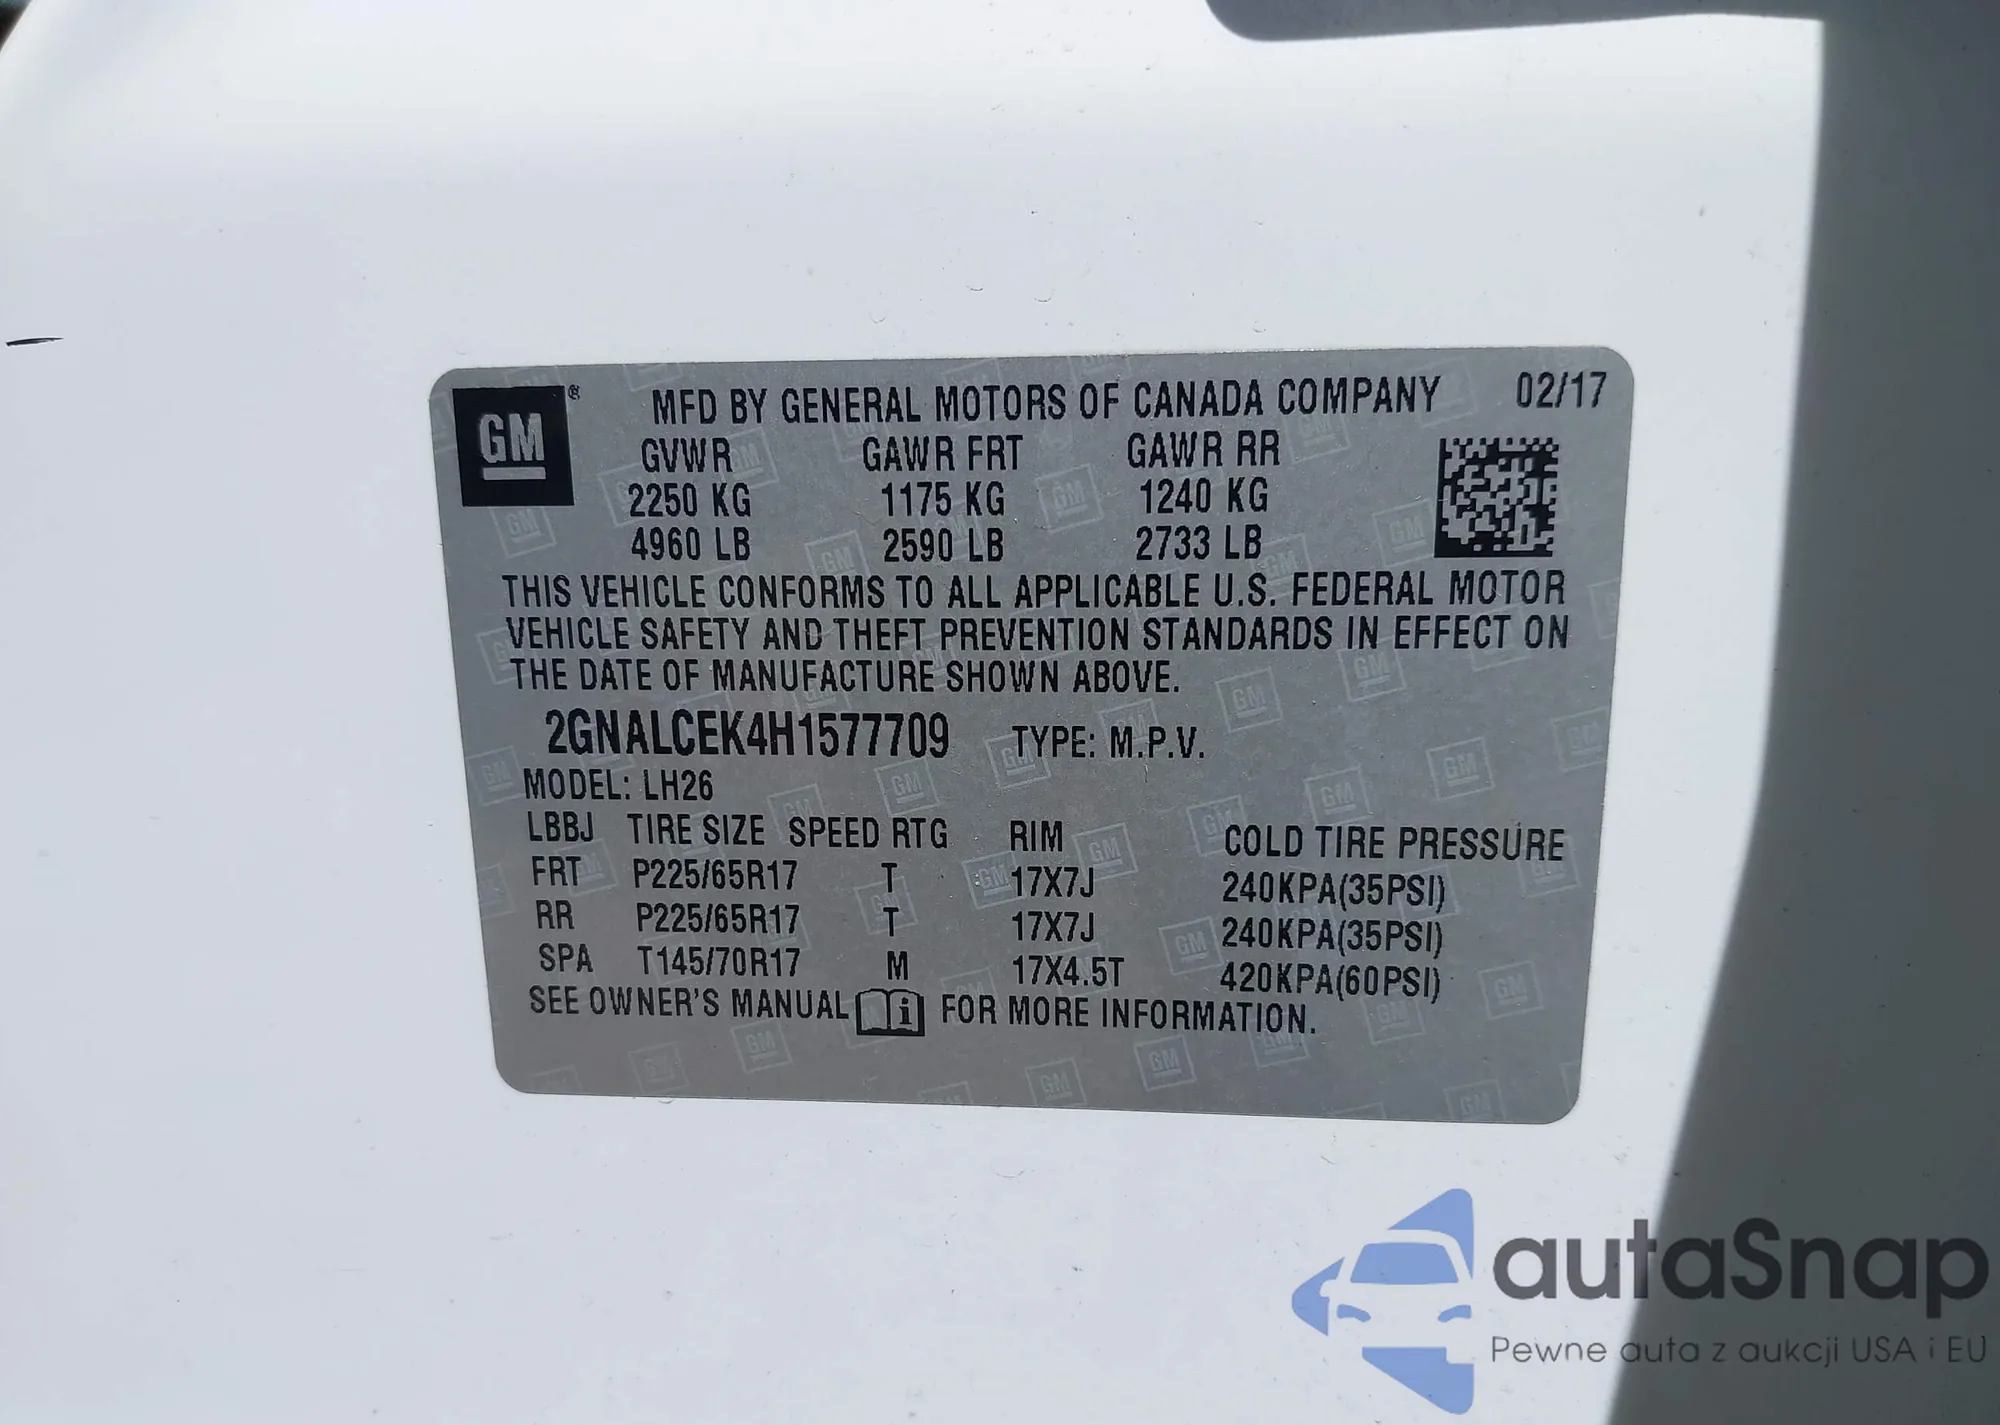 GM ® MFD BY GENERAL MOTORS OF CANADA COMPANY 02/17
GVWR GAWR FRT GAWR RR
2250 KG 1175 KG 1240 KG
4960 LB 2590 LB 2733 LB
THIS VEHICLE CONFORMS TO ALL APPLICABLE U.S. FEDERAL MOTOR
VEHICLE SAFETY AND THEFT PREVENTION STANDARDS IN EFFECT ON
THE DATE OF MANUFACTURE SHOWN ABOVE.
2GNALCEK4H1577709 TYPE: M.P.V.
MODEL: LH26
LBBJ TIRE SIZE SPEED RTG RIM COLD TIRE PRESSURE
FRT P225/65R17 T 17X7J 240KPA(35PSI)
RR P225/65R17 T 17X7J 240KPA(35PSI)
SPA T145/70R17 M 17X4.5T 420KPA(60PSI)
SEE OWNER'S MANUAL i FOR MORE INFORMATION.
autaSnap
Pewne auta z aukcji USA i EU